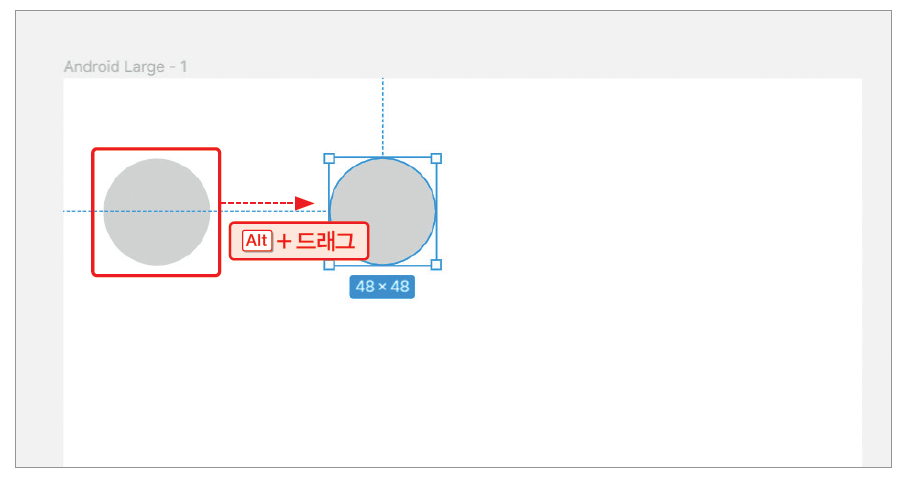 Android Large - 1
Alt + 드래그
48 × 48